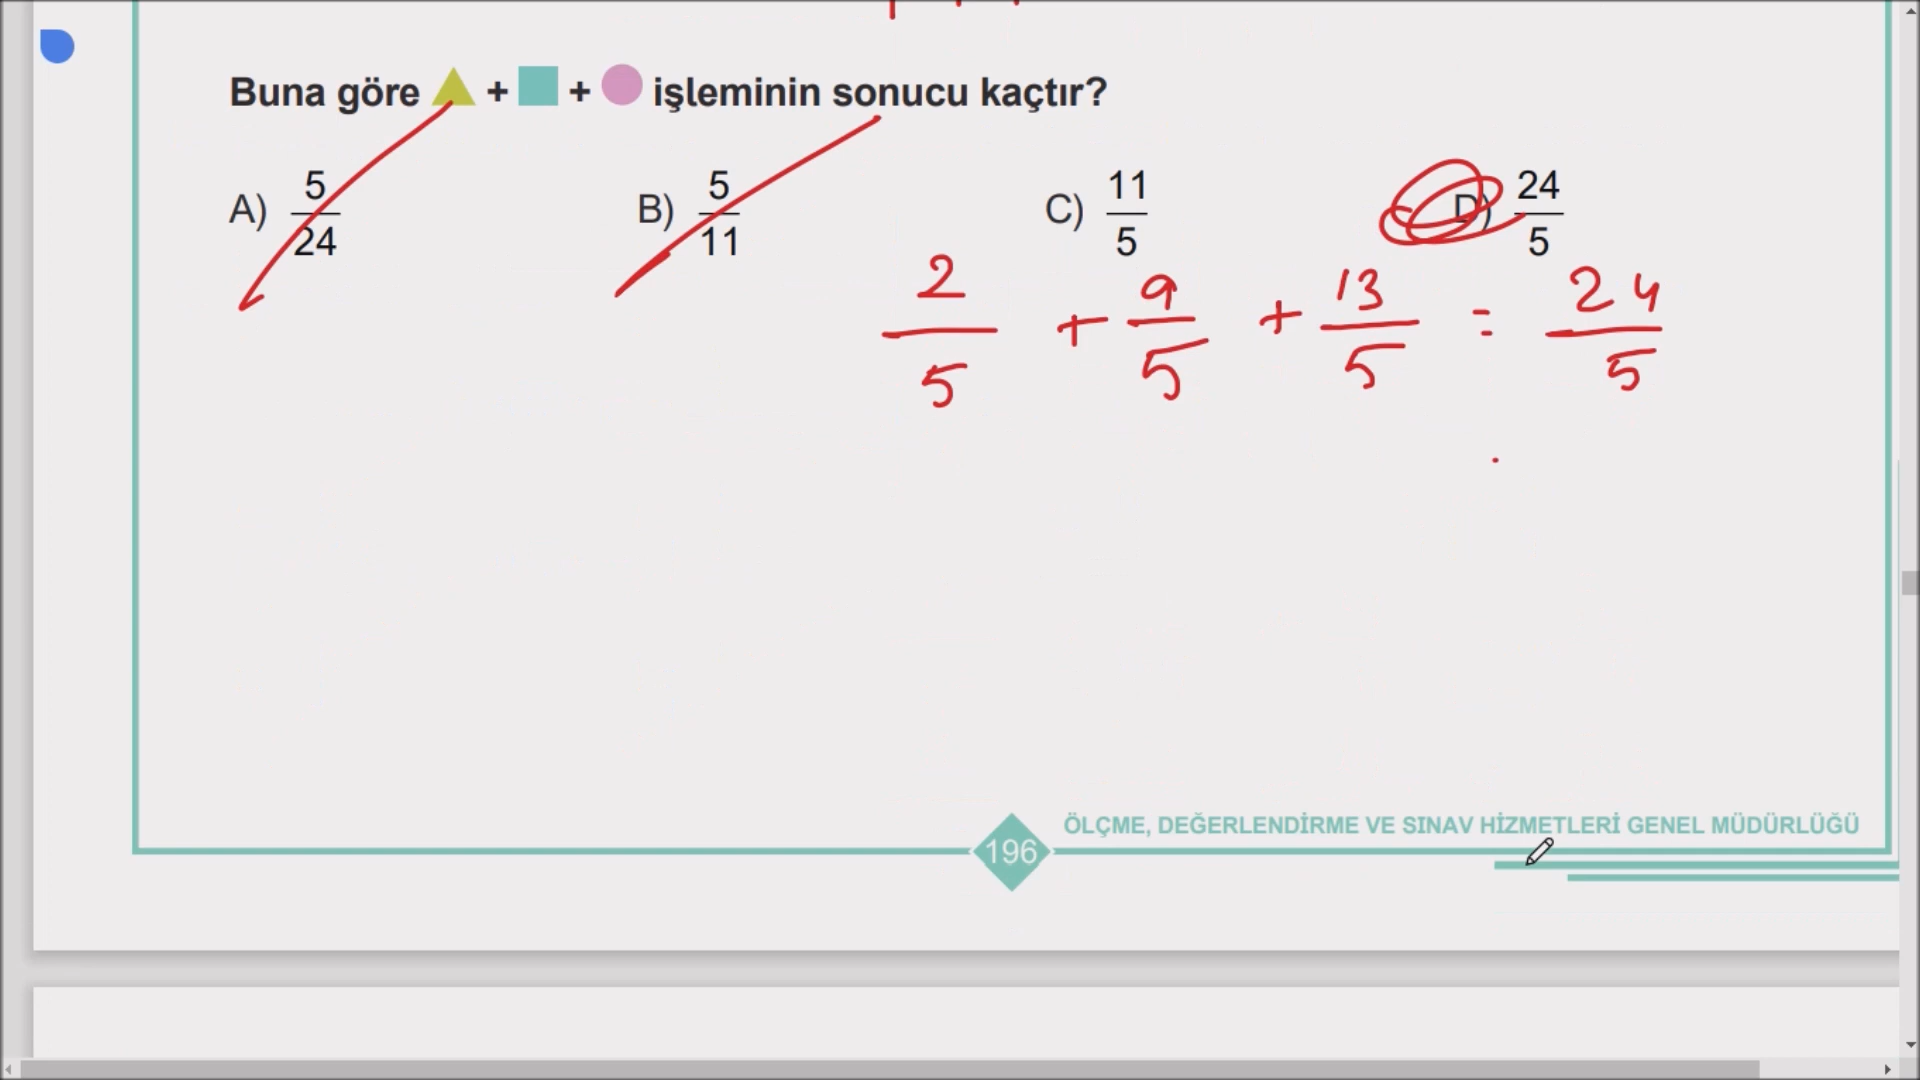 Buna göre + + işleminin sonucu kaçtır?
A) 5/24 B) 5/11 C) 11/5 D) 24/5
2/5 + 9/5 + 13/5 = 24/5
ÖLÇME, DEĞERLENDİRME VE SINAV HİZMETLERİ GENEL MÜDÜRLÜĞÜ
196